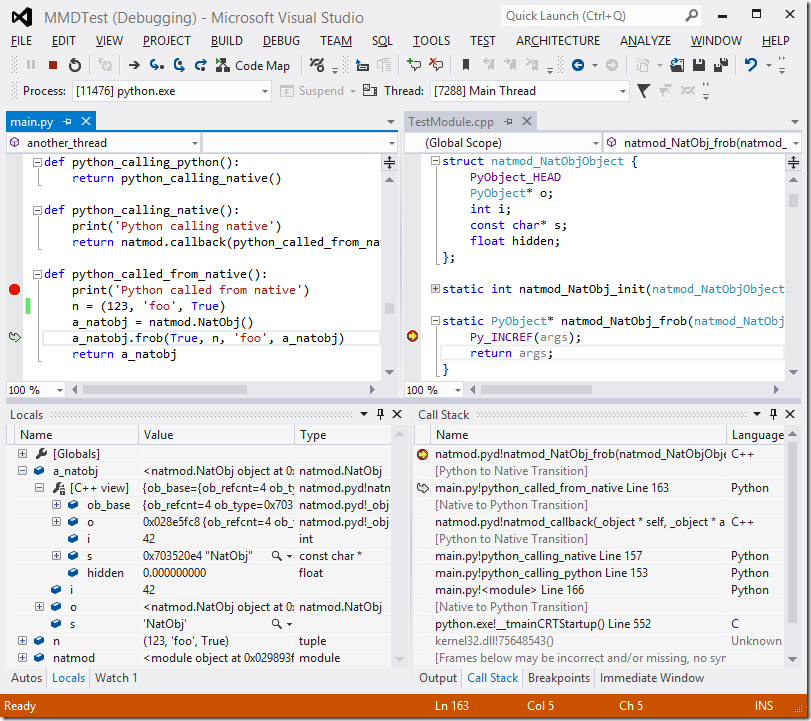 MMDTest (Debugging) - Microsoft Visual Studio
Quick Launch (Ctrl+Q)
FILE EDIT VIEW PROJECT BUILD DEBUG TEAM SQL TOOLS TEST ARCHITECTURE ANALYZE WINDOW HELP
Code Map
Process: [11476] python.exe Suspend Thread: [7288] Main Thread
main.py
another_thread
def python_calling_python():
return python_calling_native()
def python_calling_native():
print('Python calling native')
return natmod.callback(python_called_from_na
def python_called_from_native():
print('Python called from native')
n = (123, 'foo', True)
a_natobj = natmod.NatObj()
a_natobj.frob(True, n, 'foo', a_natobj)
return a_natobj
100 %
TestModule.cpp
(Global Scope) natmod_NatObj_frob(natmod_
struct natmod_NatObjObject {
PyObject_HEAD
PyObject* o;
int i;
const char* s;
float hidden;
};
static int natmod_NatObj_init(natmod_NatObjObject
static PyObject* natmod_NatObj_frob(natmod_NatObj
Py_INCREF(args);
return args;
}
100 %
Locals
Name Value Type
[Globals]
a_natobj <natmod.NatObj object at 0x natmod.NatObj
[C++ view] {ob_base={ob_refcnt=4 ob_ty natmod.pyd!natn
ob_base {ob_refcnt=4 ob_type=0x703 natmod.pyd!_obj
o 0x028e5fc8 {ob_refcnt=4 ob_ natmod.pyd!_obj
i 42 int
s 0x703520e4 "NatObj" const char *
hidden 0.000000000 float
i 42
o <natmod.NatObj object at 0x natmod.NatObj
s 'NatObj'
n (123, 'foo', True) tuple
natmod <module object at 0x029893f module
Autos Locals Watch 1
Call Stack
Name Language
natmod.pyd!natmod_NatObj_frob(natmod_NatObjObje C++
[Python to Native Transition]
main.py!python_called_from_native Line 163 Python
[Native to Python Transition]
natmod.pyd!natmod_callback(_object * self, _object * a C++
[Python to Native Transition]
main.py!python_calling_native Line 157 Python
main.py!python_calling_python Line 153 Python
main.py!<module> Line 166 Python
[Native to Python Transition]
python.exe!__tmainCRTStartup() Line 552 C
kernel32.dll!75648543() Unknown
[Frames below may be incorrect and/or missing, no sym
Output Call Stack Breakpoints Immediate Window
Ready Ln 163 Col 5 Ch 5 INS